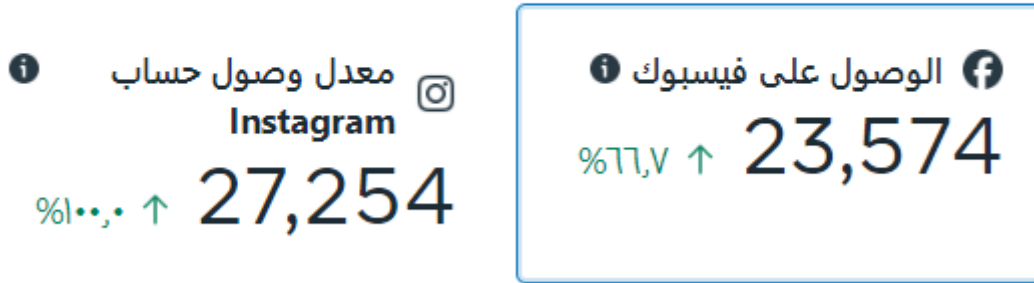 الوصول على فيسبوك
23,574 ↑ %٦٦,٧
معدل وصول حساب
Instagram
27,254 ↑ %١٠٠,٠